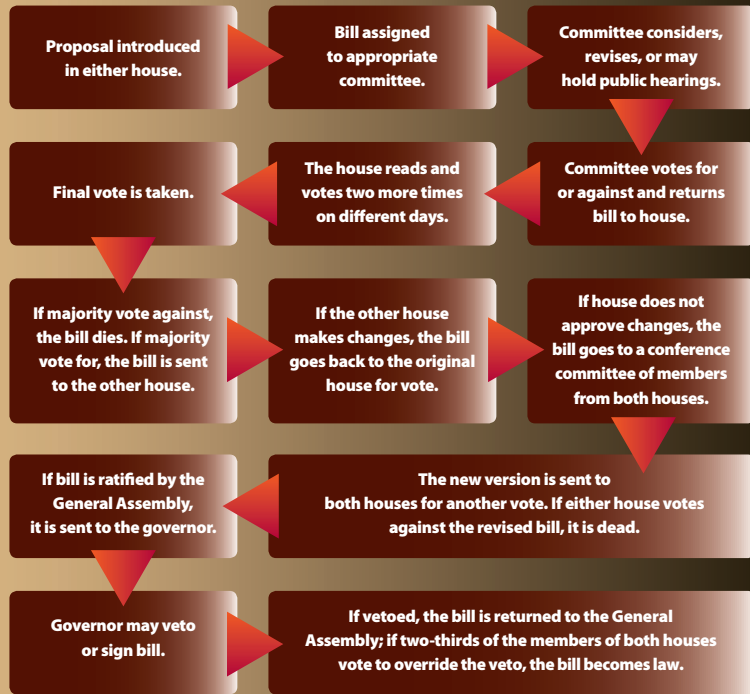 Proposal introduced
in either house.
Bill assigned
to appropriate
committee.
Committee considers,
revises, or may
hold public hearings.
Committee votes for
or against and returns
bill to house.
The house reads and
votes two more times
on different days.
Final vote is taken.
If majority vote against,
the bill dies. If majority
vote for, the bill is sent
to the other house.
If the other house
makes changes, the bill
goes back to the original
house for vote.
If house does not
approve changes, the
bill goes to a conference
committee of members
from both houses.
The new version is sent to
both houses for another vote. If either house votes
against the revised bill, it is dead.
If bill is ratified by the
General Assembly,
it is sent to the governor.
Governor may veto
or sign bill.
If vetoed, the bill is returned to the General
Assembly; if two-thirds of the members of both houses
vote to override the veto, the bill becomes law.